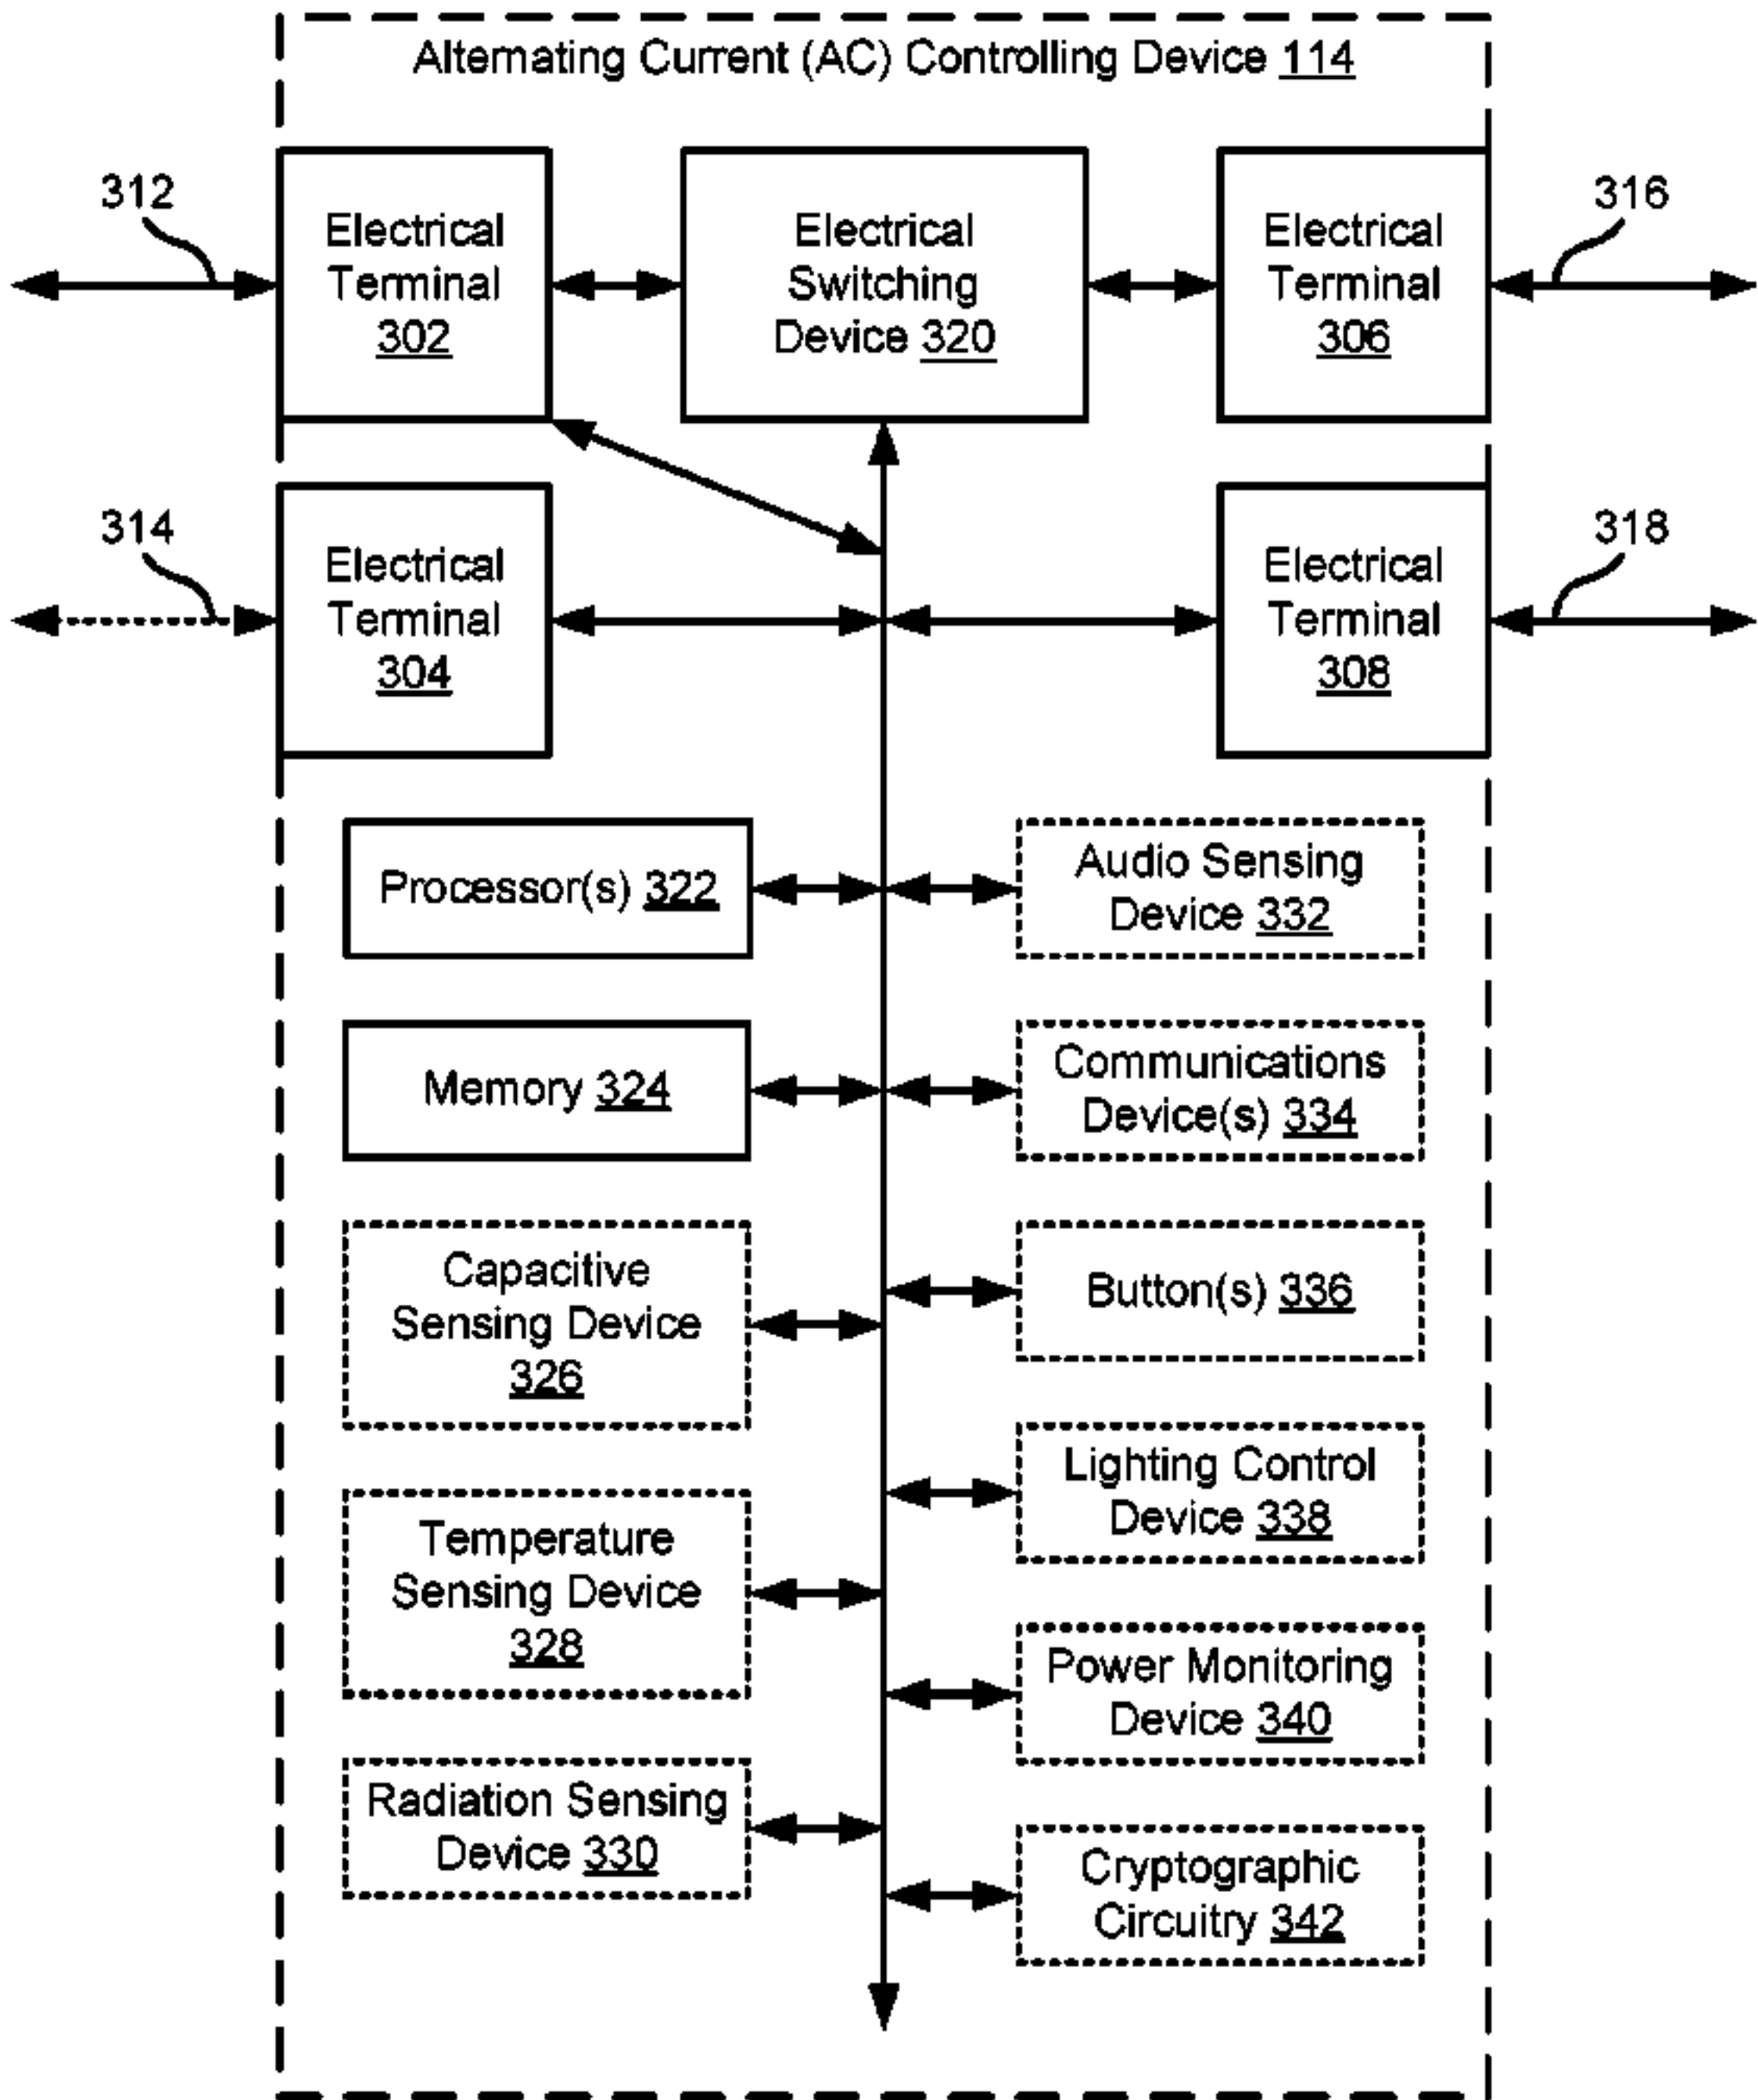 Alternating Current (AC) Controlling Device 114
312
Electrical
Terminal
302
Electrical
Switching
Device 320
Electrical
Terminal
306
316
314
Electrical
Terminal
304
Electrical
Terminal
308
318
Processor(s) 322
Audio Sensing
Device 332
Memory 324
Communications
Device(s) 334
Capacitive
Sensing Device
326
Button(s) 336
Temperature
Sensing Device
328
Lighting Control
Device 338
Power Monitoring
Device 340
Radiation Sensing
Device 330
Cryptographic
Circuitry 342